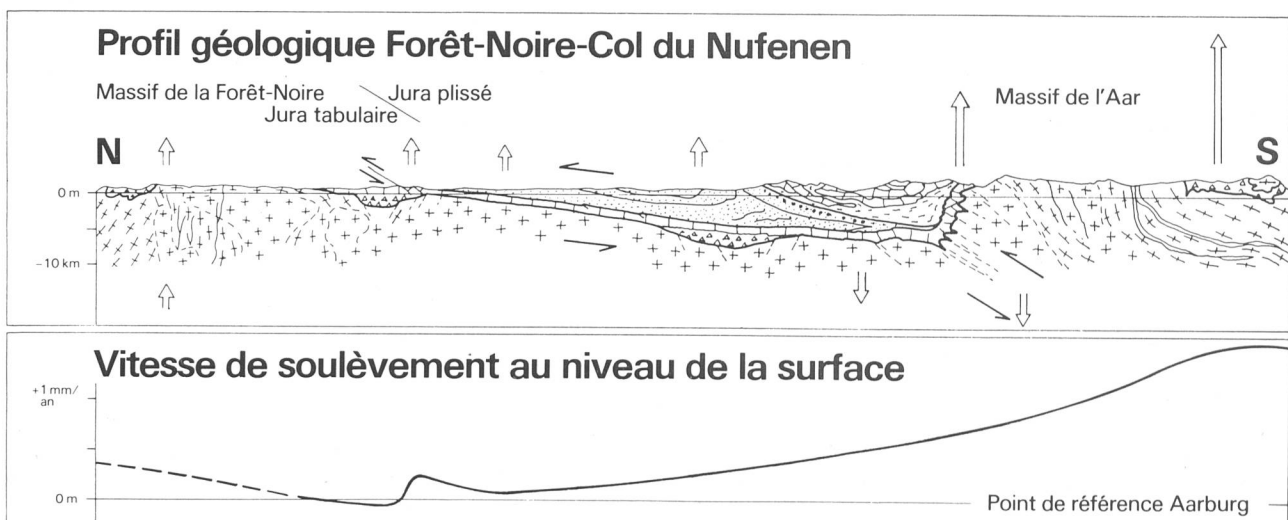 Profil géologique Forêt-Noire-Col du Nufenen
Massif de la Forêt-Noire
Jura plissé
Jura tabulaire
Massif de l'Aar
N
S
0 m
-10 km
Vitesse de soulèvement au niveau de la surface
+1 mm/
an
0 m
Point de référence Aarburg